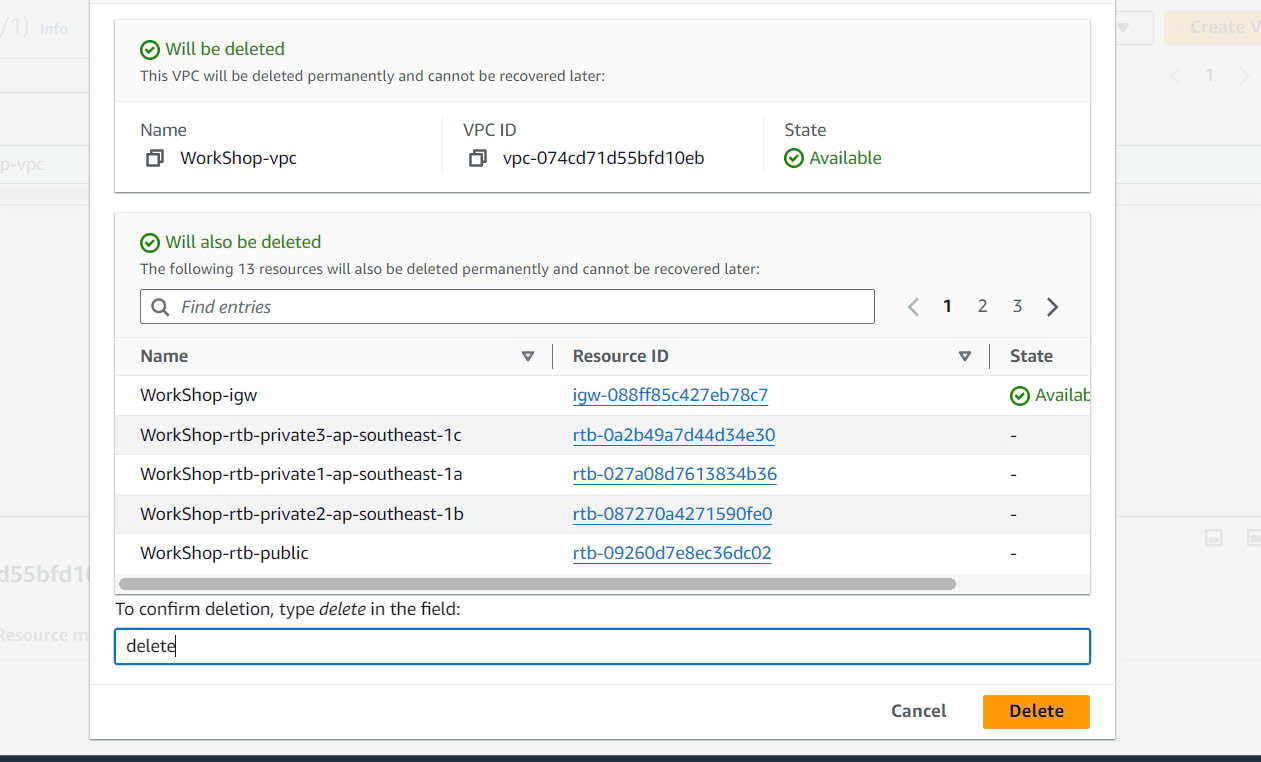 /1) Info
Create V
1
p-vpc
Will be deleted
This VPC will be deleted permanently and cannot be recovered later:
Name VPC ID State
WorkShop-vpc vpc-074cd71d55bfd10eb Available
Will also be deleted
The following 13 resources will also be deleted permanently and cannot be recovered later:
Find entries 1 2 3
Name Resource ID State
WorkShop-igw igw-088ff85c427eb78c7 Availab
WorkShop-rtb-private3-ap-southeast-1c rtb-0a2b49a7d44d34e30 -
WorkShop-rtb-private1-ap-southeast-1a rtb-027a08d7613834b36 -
WorkShop-rtb-private2-ap-southeast-1b rtb-087270a4271590fe0 -
WorkShop-rtb-public rtb-09260d7e8ec36dc02 -
d55bfd1
To confirm deletion, type delete in the field:
Resource m
delete
Cancel Delete